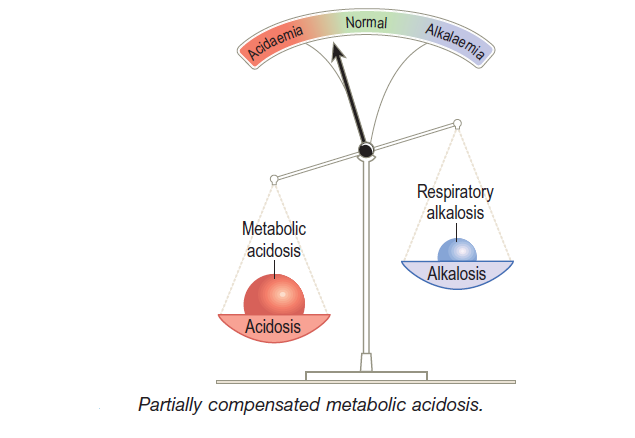 Acidaemia
Normal
Alkalaemia
Respiratory
alkalosis
Metabolic
acidosis
Alkalosis
Acidosis
Partially compensated metabolic acidosis.